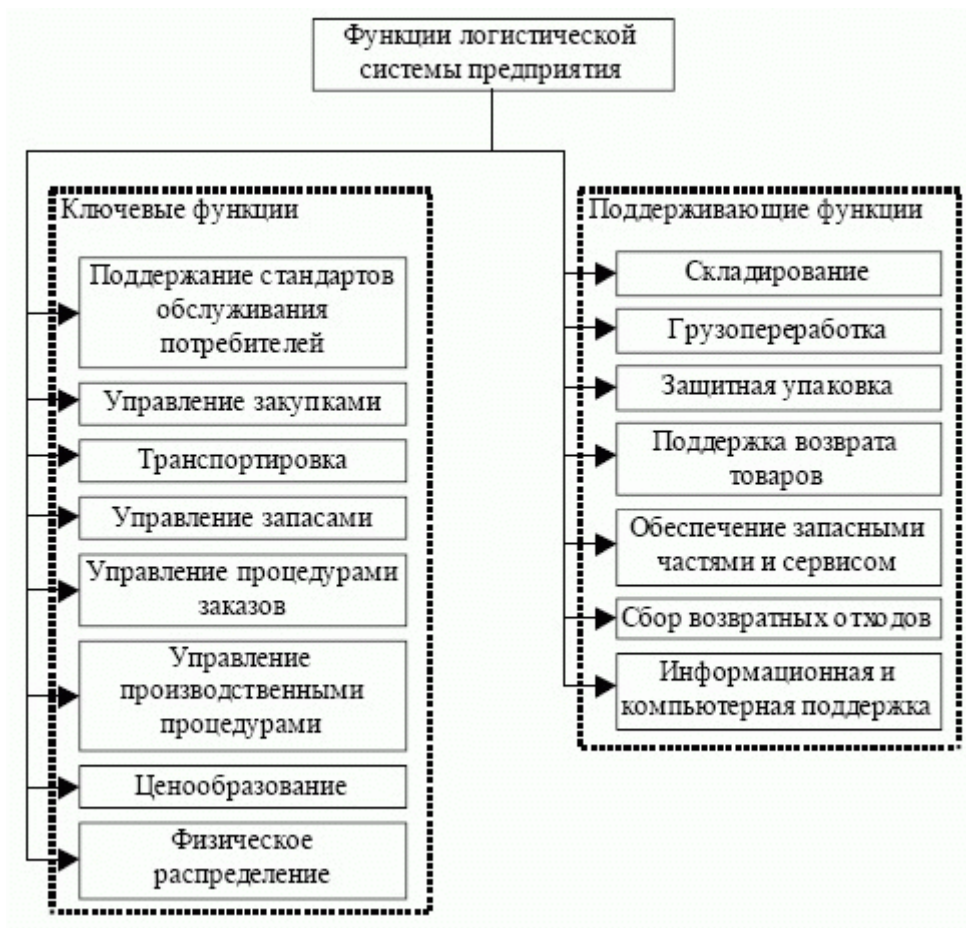 Функции логистической
системы предприятия
Ключевые функции
Поддержание стандартов
обслуживания
потребителей
Управление закупками
Транспортировка
Управление запасами
Управление процедурами
заказов
Управление
производственными
процедурами
Ценообразование
Физическое
распределение
Поддерживающие функции
Складирование
Грузопереработка
Защитная упаковка
Поддержка возврата
товаров
Обеспечение запасными
частями и сервисом
Сбор возвратных отходов
Информационная и
компьютерная поддержка